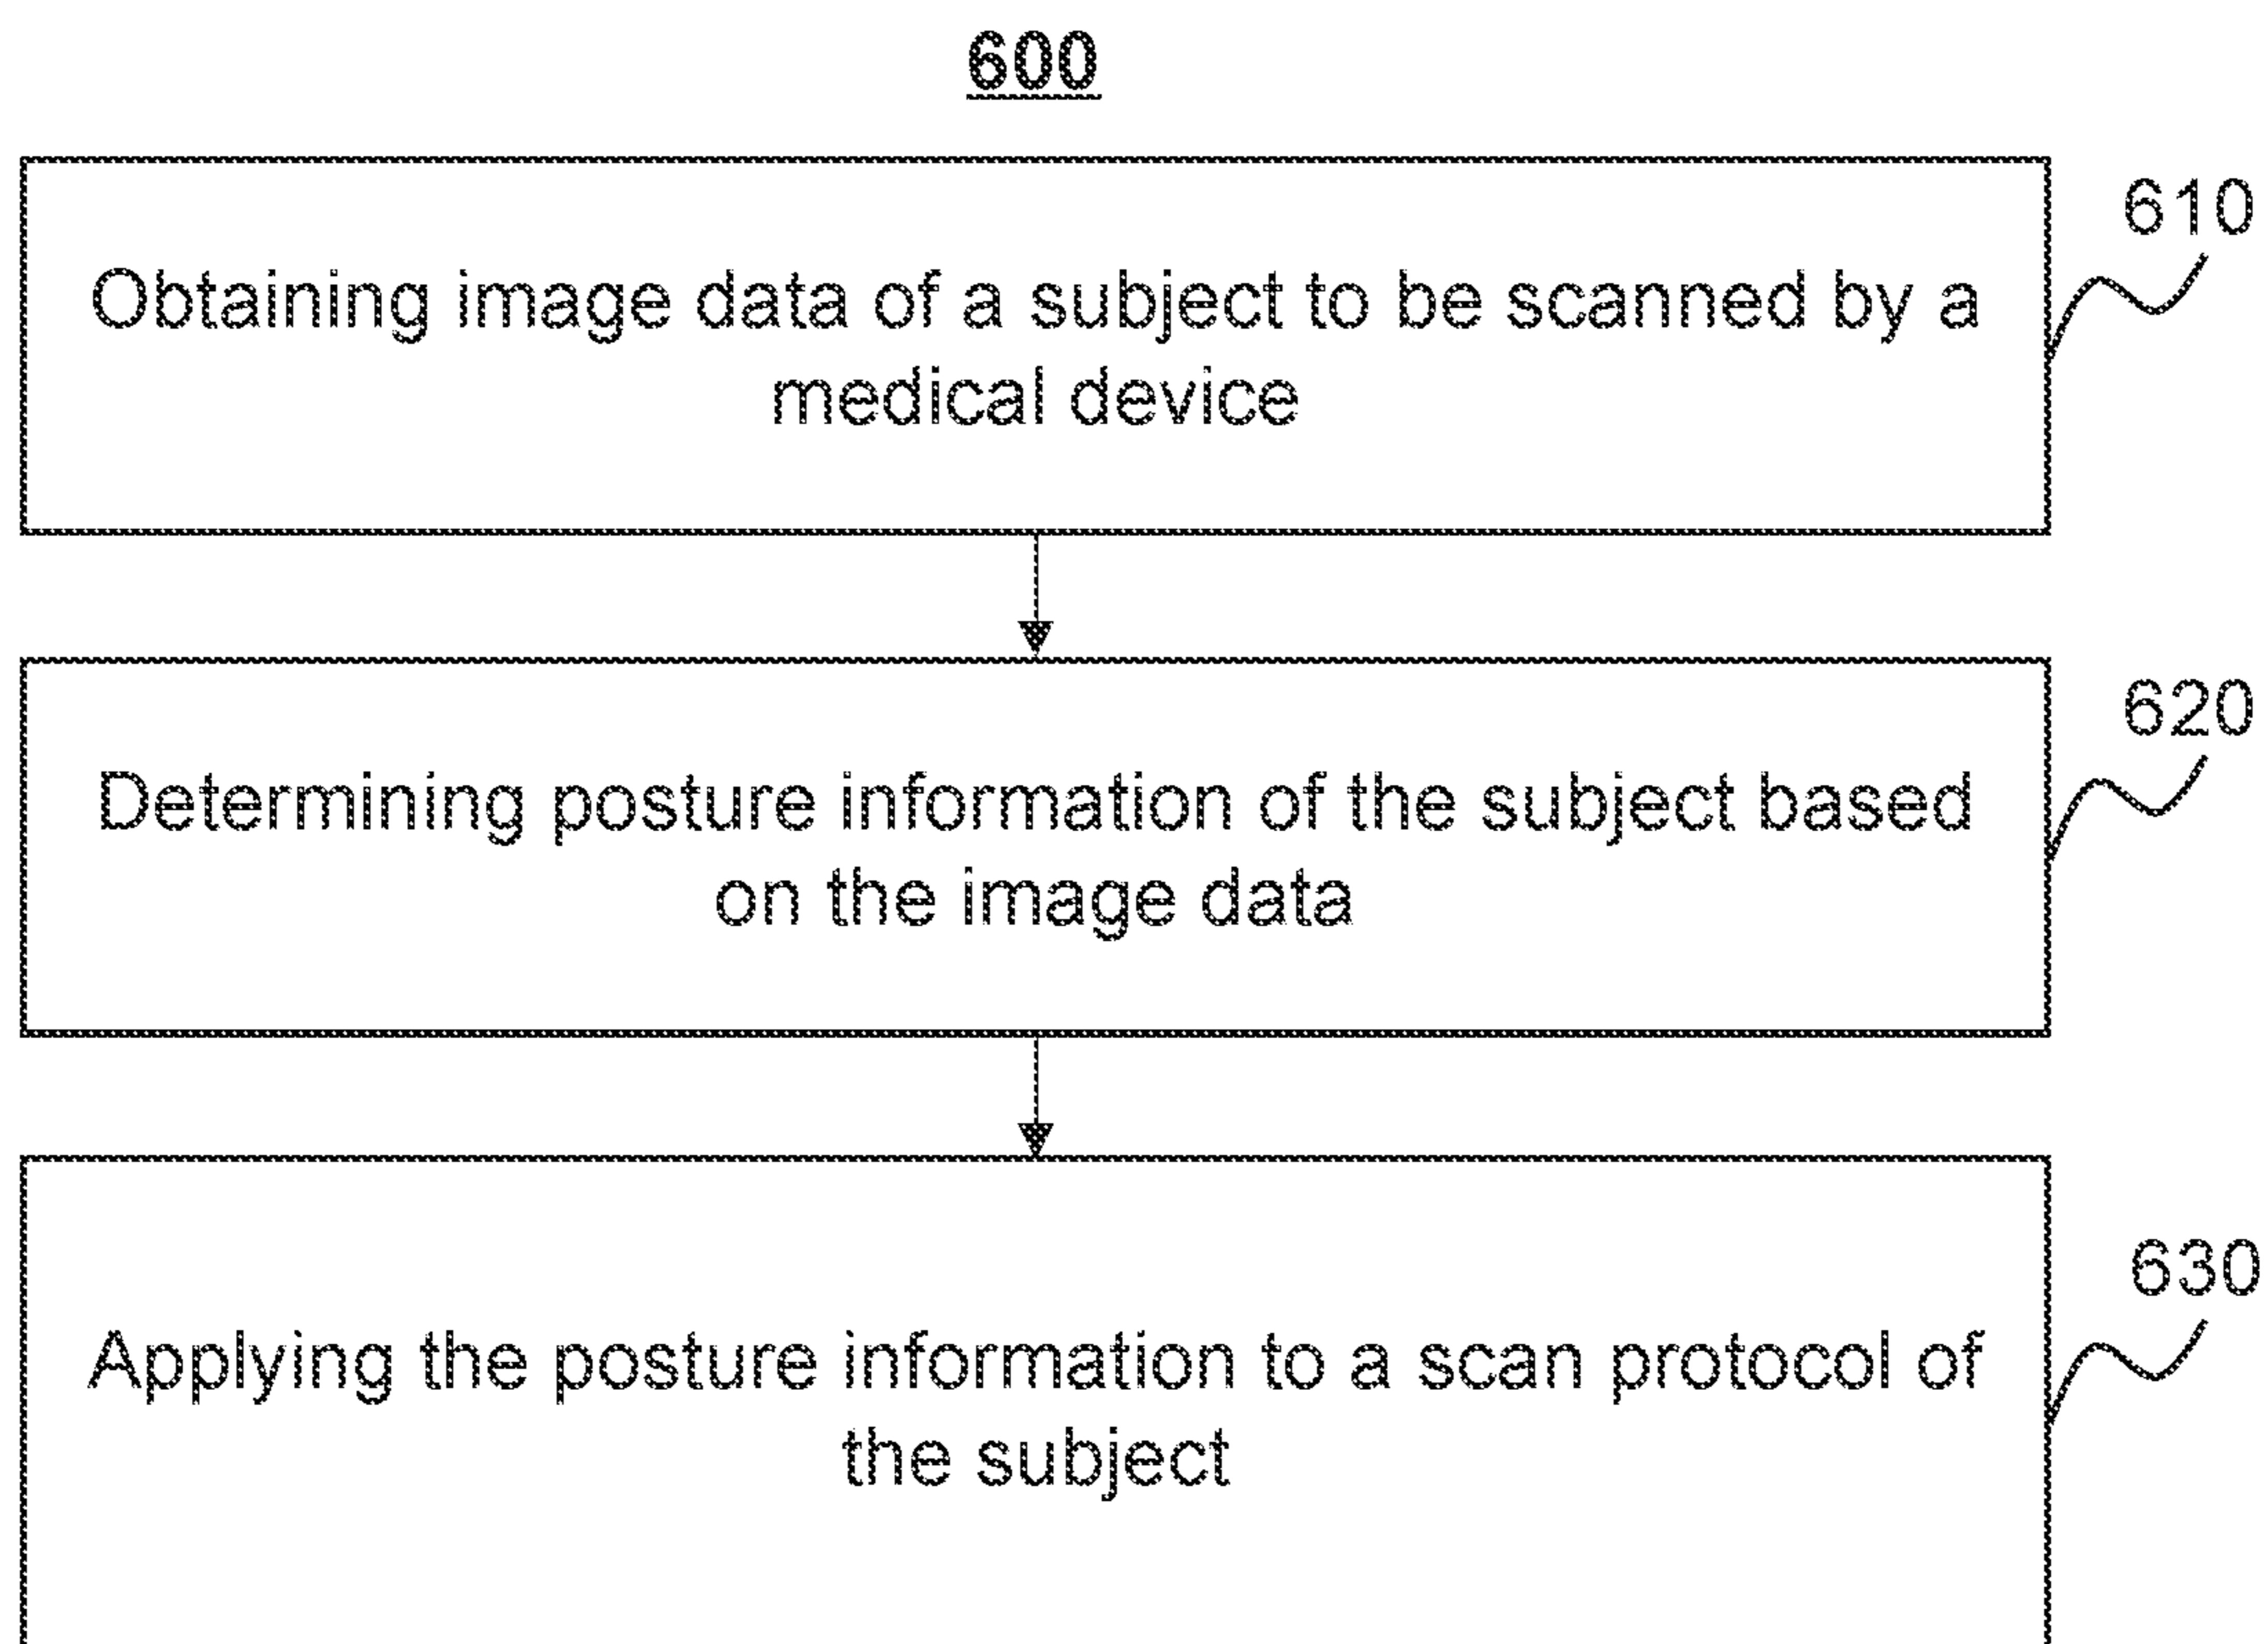 600
610
Obtaining image data of a subject to be scanned by a
medical device
620
Determining posture information of the subject based
on the image data
630
Applying the posture information to a scan protocol of
the subject